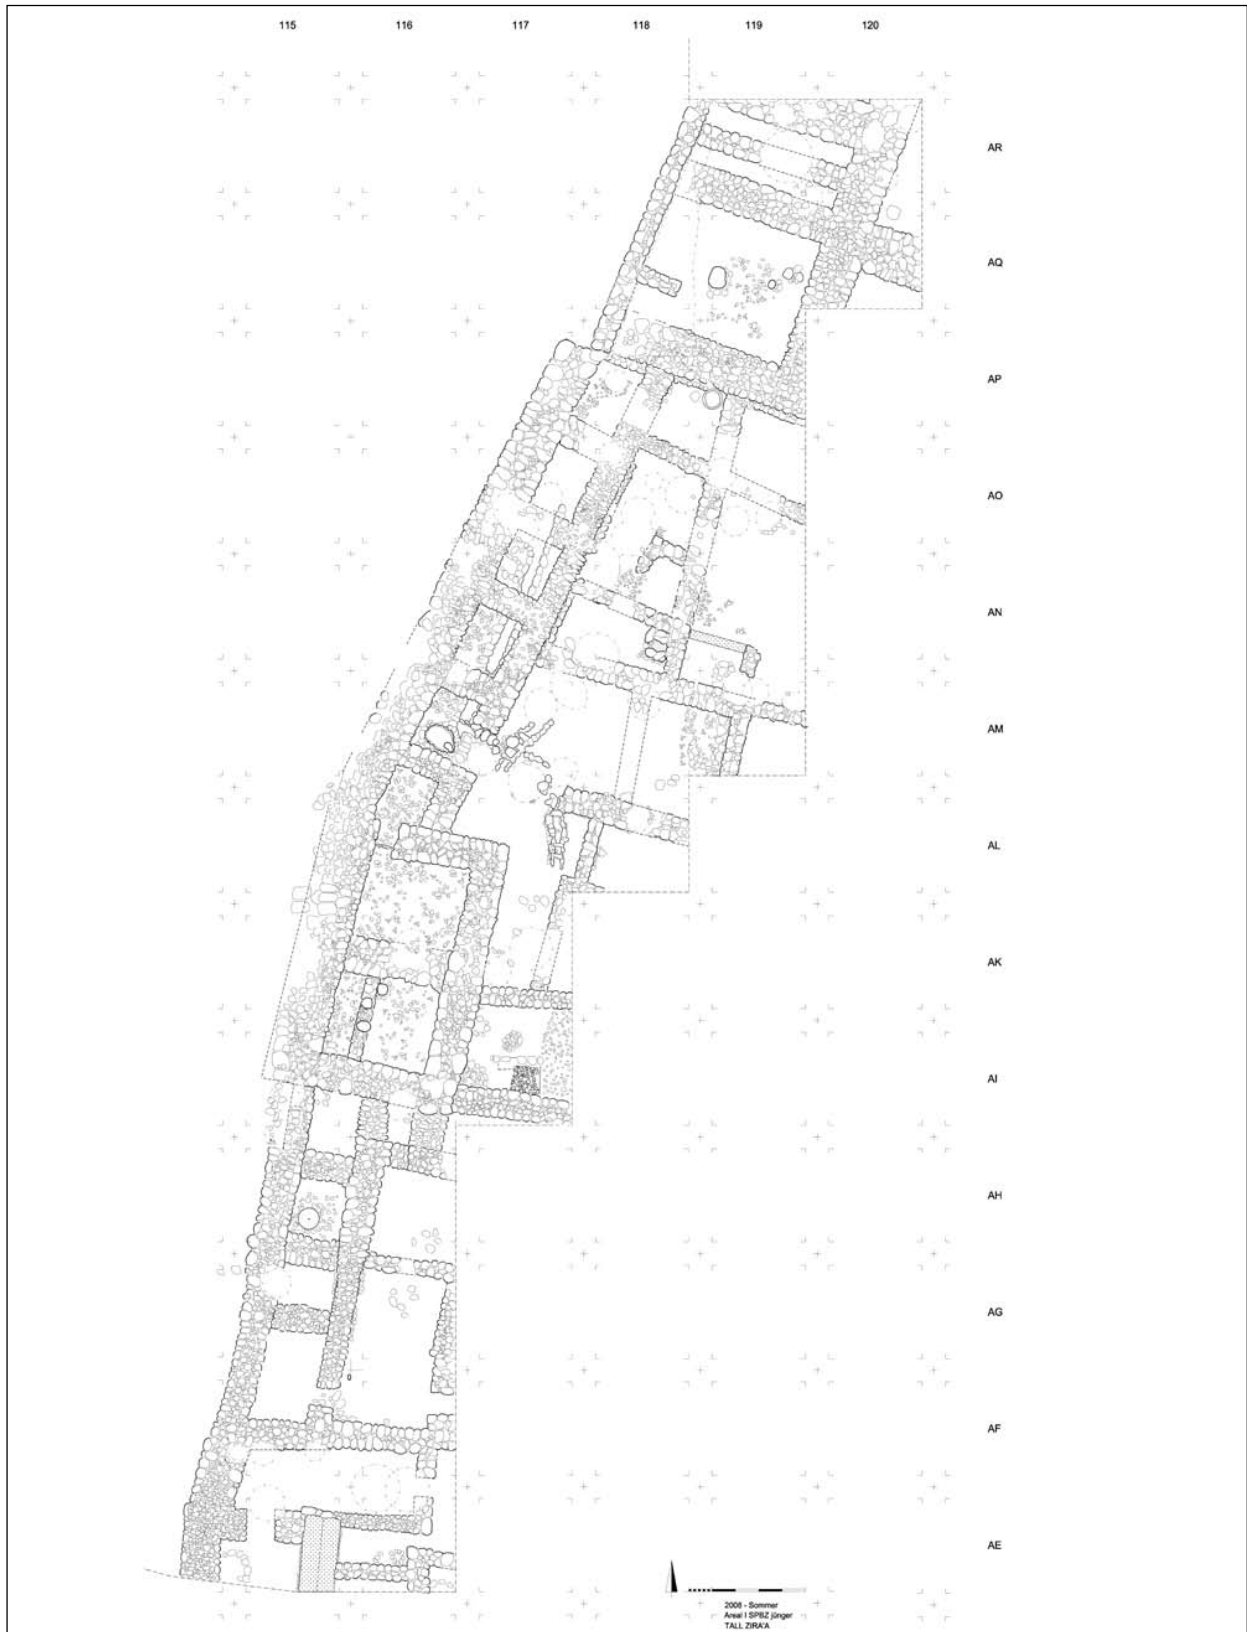 115 116 117 118 119 120
AR
AQ
AP
AO
AN
AM
AL
AK
AI
AH
AG
AF
AE
2008 - Sommer
Areal I SPBZ jünger
TALL ZIRA'A